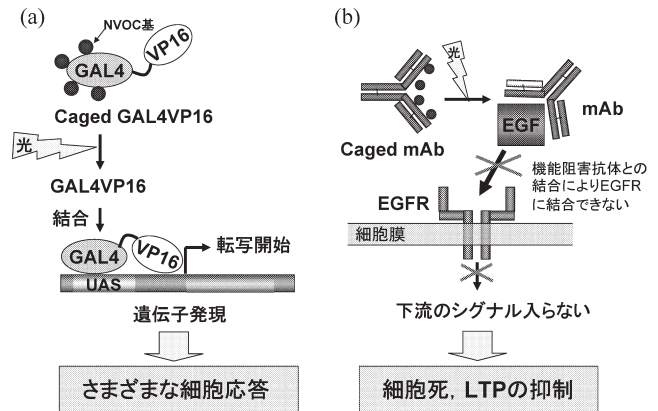 (a)
NVOC基
GAL4
VP16
Caged GAL4VP16
光
GAL4VP16
結合
GAL4
VP16
転写開始
UAS
遺伝子発現
さまざまな細胞応答
(b)
光
Caged mAb
EGF
mAb
機能阻害抗体との
結合によりEGFR
に結合できない
EGFR
細胞膜
下流のシグナル入らない
細胞死，LTPの抑制